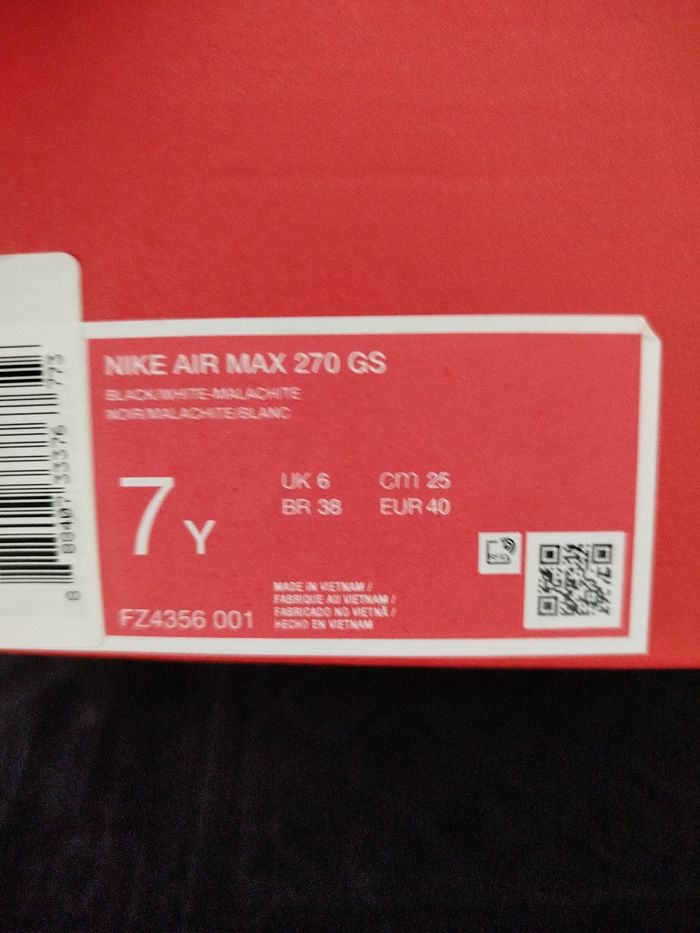 NIKE AIR MAX 270 GS
BLACK/WHITE-MALACHITE
NOIR/MALACHITE/BLANC
7 Y
UK 6 cm 25
BR 38 EUR 40
MADE IN VIETNAM //
FABRIQUE AU VIETNAM /
FABRICADO NO VIETNÃ /
HECHO EN VIETNAM
FZ4356 001